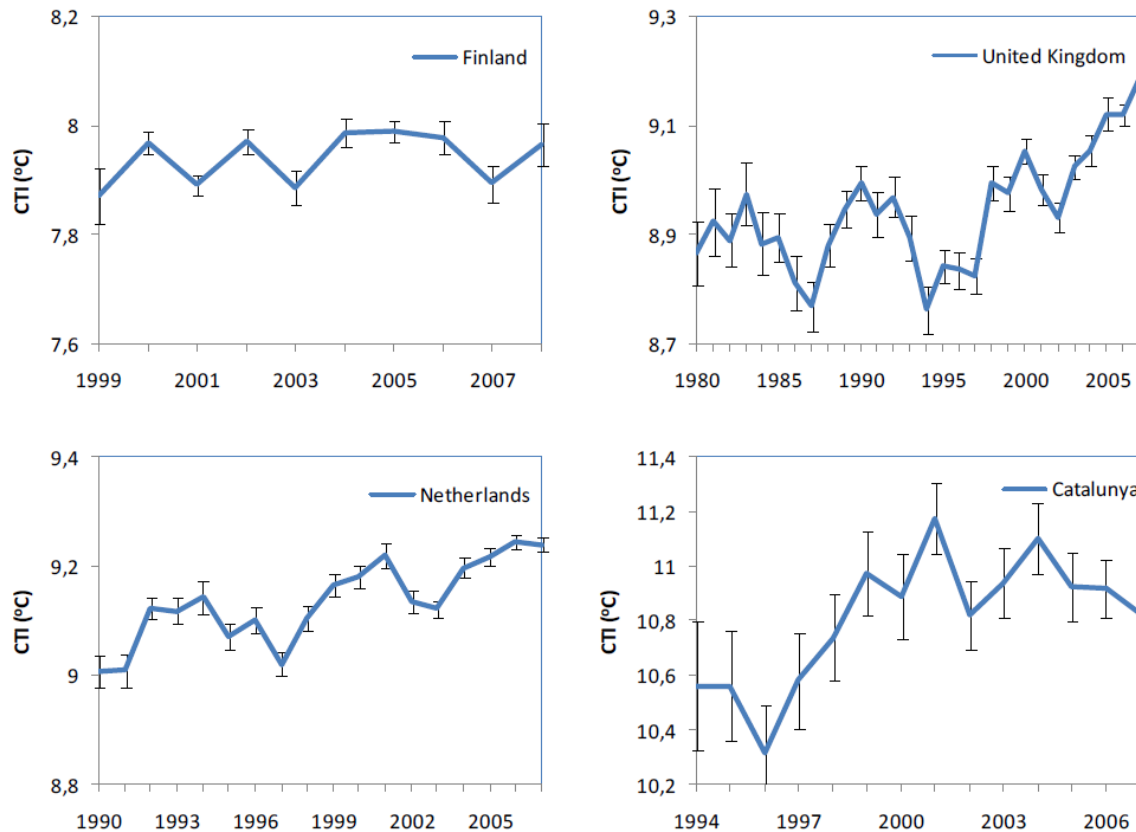 8,2
8
7,8
7,6
CTI (ºC)
Finland
1999 2001 2003 2005 2007
9,3
9,1
8,9
8,7
CTI (ºC)
United Kingdom
1980 1985 1990 1995 2000 2005
9,4
9,2
9
8,8
CTI (ºC)
Netherlands
1990 1993 1996 1999 2002 2005
11,4
11,2
11
10,8
10,6
10,4
10,2
CTI (ºC)
Catalunya
1994 1997 2000 2003 2006